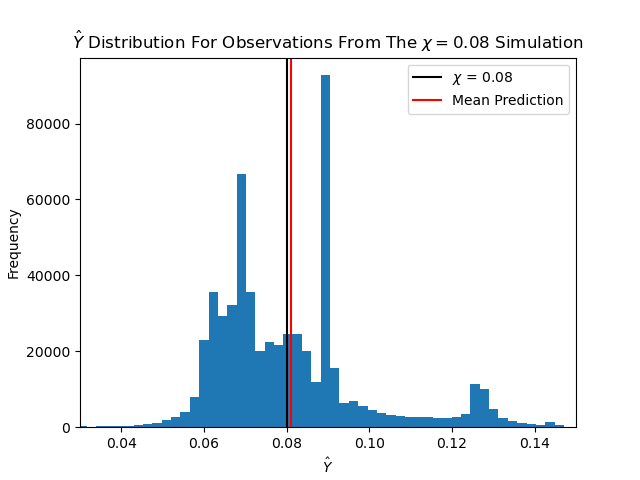 Ŷ Distribution For Observations From The χ = 0.08 Simulation
χ = 0.08
Mean Prediction
Frequency
80000
60000
40000
20000
0
0.04 0.06 0.08 0.10 0.12 0.14
Ŷ